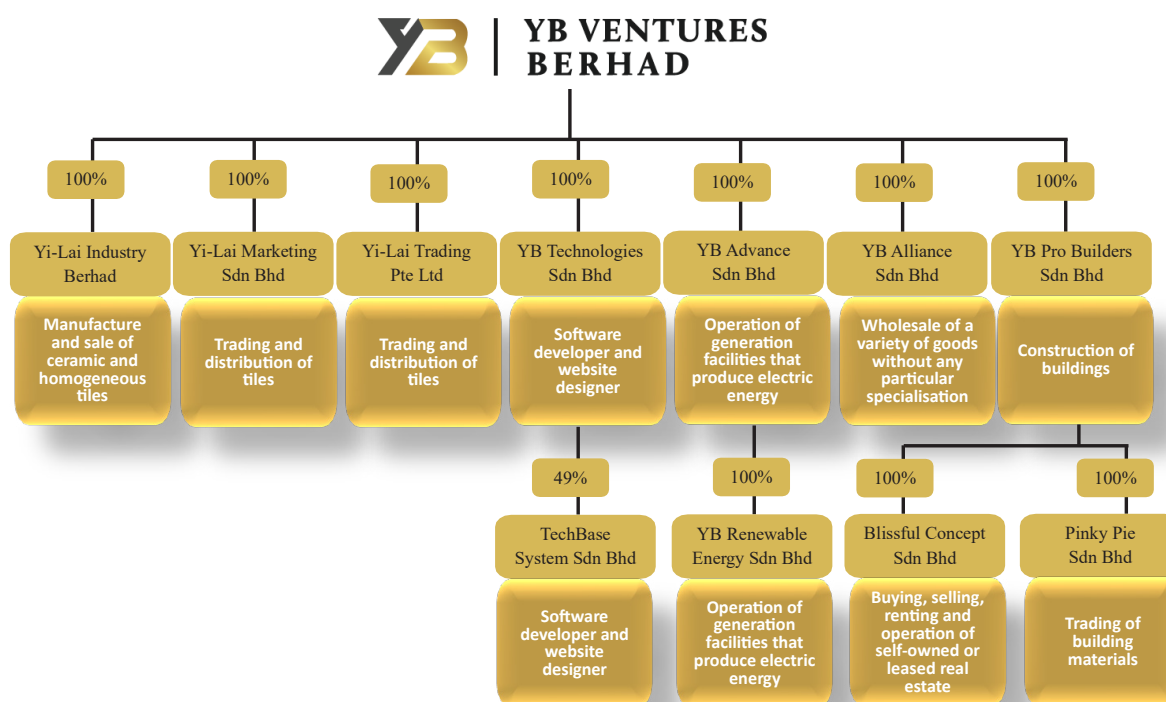 YB
YB VENTURES
BERHAD
100%
100%
100%
100%
100%
100%
100%
Yi-Lai Industry
Berhad
Yi-Lai Marketing
Sdn Bhd
Yi-Lai Trading
Pte Ltd
YB Technologies
Sdn Bhd
YB Advance
Sdn Bhd
YB Alliance
Sdn Bhd
YB Pro Builders
Sdn Bhd
Manufacture
and sale of
ceramic and
homogeneous
tiles
Trading and
distribution of
tiles
Trading and
distribution of
tiles
Software
developer and
website
designer
Operation of
generation
facilities that
produce electric
energy
Wholesale of a
variety of goods
without any
particular
specialisation
Construction of
buildings
49%
100%
100%
100%
TechBase
System Sdn Bhd
YB Renewable
Energy Sdn Bhd
Blissful Concept
Sdn Bhd
Pinky Pie
Sdn Bhd
Software
developer and
website
designer
Operation of
generation
facilities that
produce electric
energy
Buying, selling,
renting and
operation of
self-owned or
leased real
estate
Trading of
building
materials